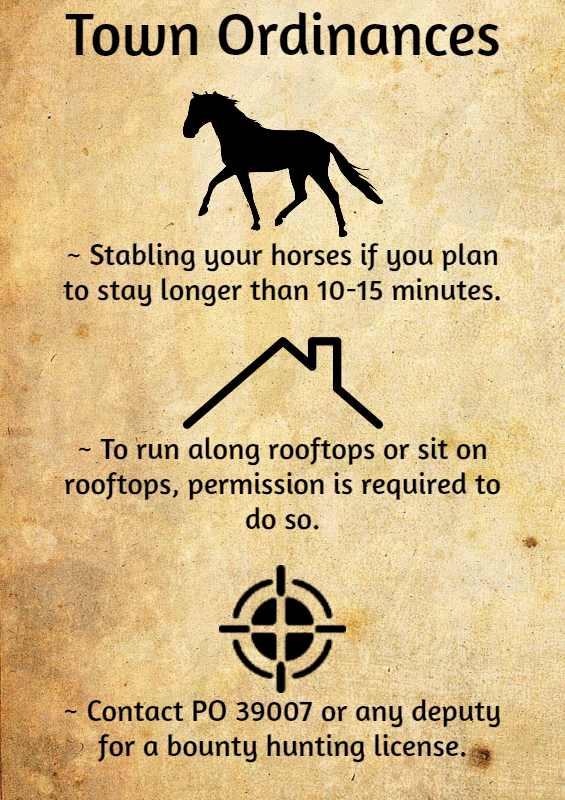 Town Ordinances
~ Stabling your horses if you plan
to stay longer than 10-15 minutes.
~ To run along rooftops or sit on
rooftops, permission is required to
do so.
~ Contact PO 39007 or any deputy
for a bounty hunting license.